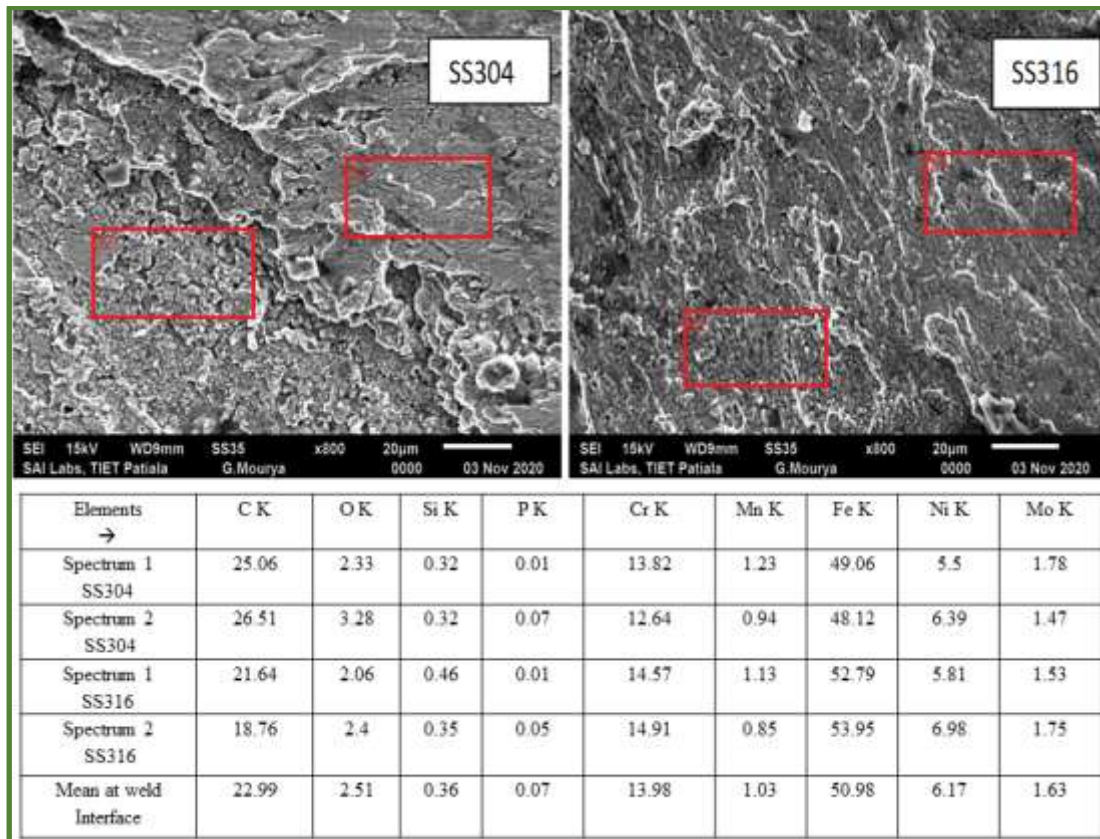 SS304
SS316
SEI 15kV WD9mm SS35 x800 20µm
SAI Labs, TIET Patiala G.Mourya 0000 03 Nov 2020
SEI 15kV WD9mm SS35 x800 20µm
SAI Labs, TIET Patiala G.Mourya 0000 03 Nov 2020
Elements → C K O K Si K P K Cr K Mn K Fe K Ni K Mo K
Spectrum 1 SS304 25.06 2.33 0.32 0.01 13.82 1.23 49.06 5.5 1.78
Spectrum 2 SS304 26.51 3.28 0.32 0.07 12.64 0.94 48.12 6.39 1.47
Spectrum 1 SS316 21.64 2.06 0.46 0.01 14.57 1.13 52.79 5.81 1.53
Spectrum 2 SS316 18.76 2.4 0.35 0.05 14.91 0.85 53.95 6.98 1.75
Mean at weld Interface 22.99 2.51 0.36 0.07 13.98 1.03 50.98 6.17 1.63